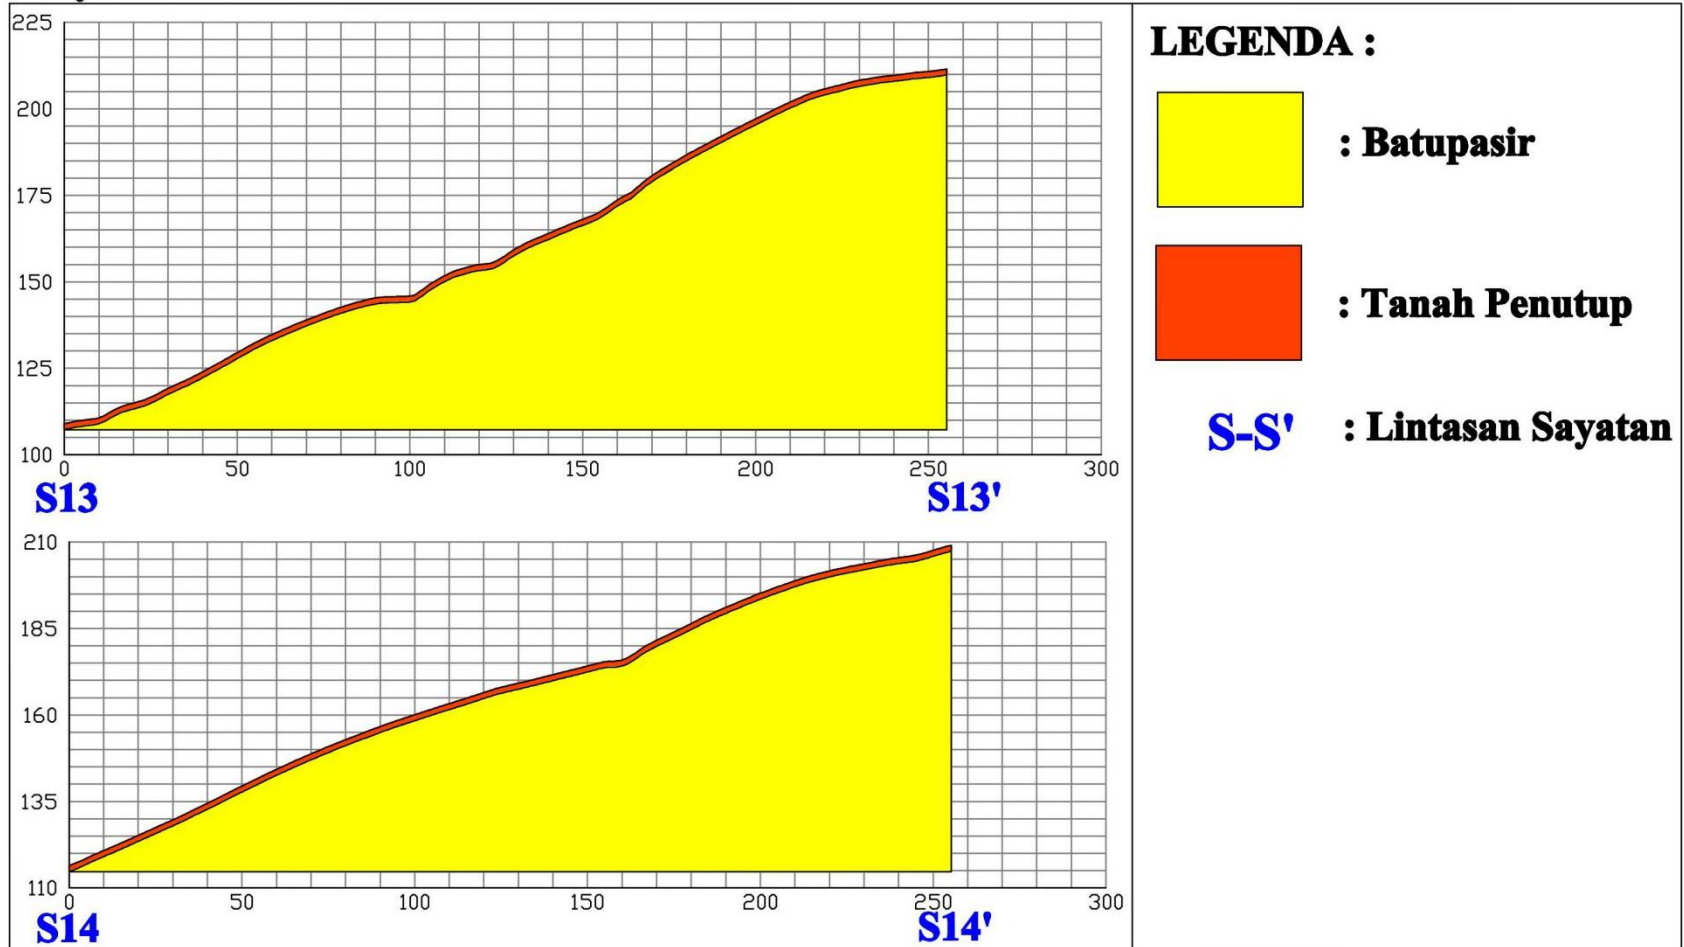 225
200
175
150
125
100
0 50 100 150 200 250 300
S13 S13'
210
185
160
135
110
0 50 100 150 200 250 300
S14 S14'
LEGENDA :
: Batupasir
: Tanah Penutup
S-S' : Lintasan Sayatan